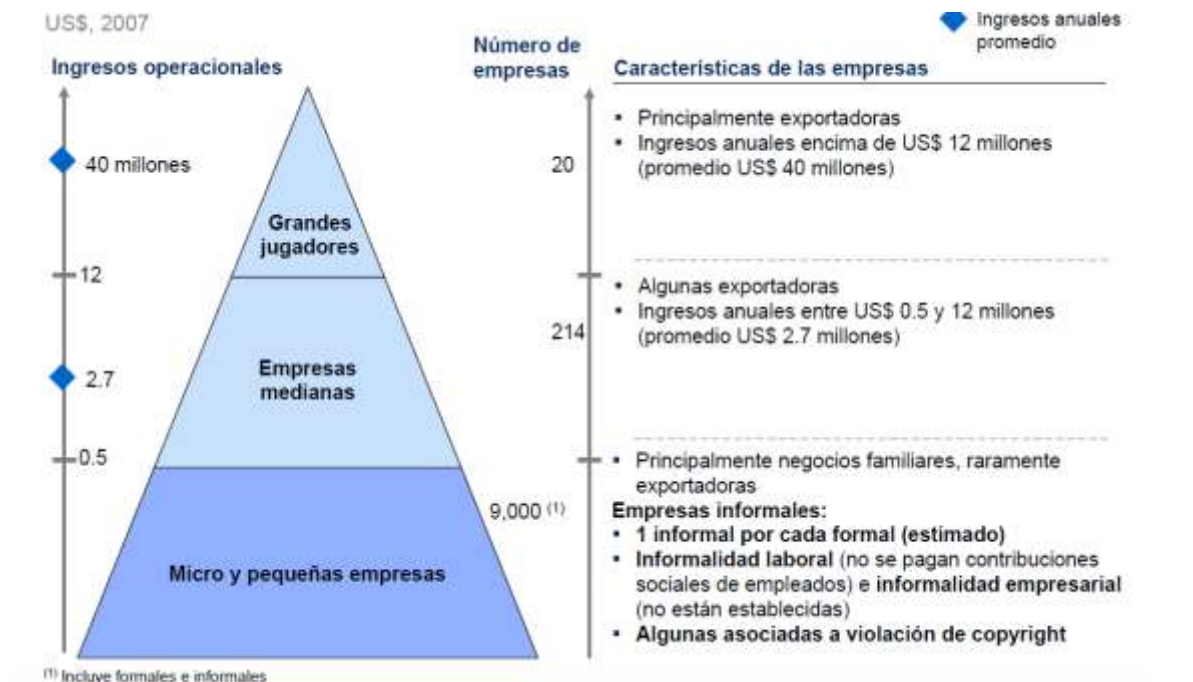 US$, 2007
Ingresos anuales
promedio
Ingresos operacionales
Número de
empresas
Características de las empresas
40 millones
12
2.7
0.5
Grandes
jugadores
Empresas
medianas
Micro y pequeñas empresas
20
214
9,000 (1)
▪ Principalmente exportadoras
▪ Ingresos anuales encima de US$ 12 millones
(promedio US$ 40 millones)
▪ Algunas exportadoras
▪ Ingresos anuales entre US$ 0.5 y 12 millones
(promedio US$ 2.7 millones)
▪ Principalmente negocios familiares, raramente
exportadoras
Empresas informales:
▪ 1 informal por cada formal (estimado)
▪ Informalidad laboral (no se pagan contribuciones
sociales de empleados) e informalidad empresarial
(no están establecidas)
▪ Algunas asociadas a violación de copyright
(1) Incluye formales e informales